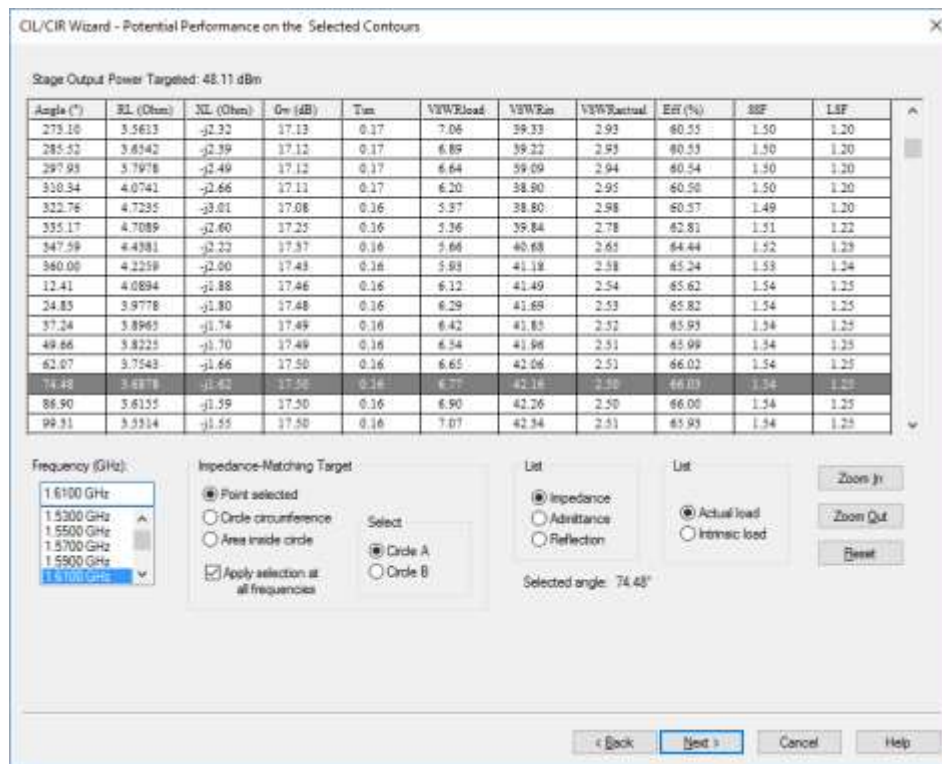 CIL/CIR Wizard - Potential Performance on the Selected Contours
Stage Output Power Targeted: 48.11 dBm
Angle (°) RL (Ohm) XL (Ohm) Gw (dB) Tun VSWRload VSWRin VSWRactual Eff (%) SSF LSF
273.10 3.5613 -j2.32 17.13 0.17 7.06 39.33 2.93 60.55 1.50 1.20
285.52 3.6542 -j2.39 17.12 0.17 6.89 39.22 2.93 60.53 1.50 1.20
297.93 3.7978 -j2.49 17.12 0.17 6.64 39.09 2.94 60.54 1.50 1.20
310.34 4.0741 -j2.66 17.11 0.17 6.20 38.90 2.95 60.50 1.50 1.20
322.76 4.7235 -j3.01 17.08 0.16 5.37 38.80 2.98 60.57 1.49 1.20
335.17 4.7089 -j2.60 17.25 0.16 5.36 39.84 2.78 62.81 1.51 1.22
347.59 4.4381 -j2.22 17.37 0.16 5.66 40.68 2.65 64.44 1.52 1.23
360.00 4.2259 -j2.00 17.43 0.16 5.93 41.18 2.58 65.24 1.53 1.24
12.41 4.0894 -j1.88 17.46 0.16 6.12 41.49 2.54 65.62 1.54 1.25
24.83 3.9778 -j1.80 17.48 0.16 6.29 41.69 2.53 65.82 1.54 1.25
37.24 3.8965 -j1.74 17.49 0.16 6.42 41.85 2.52 65.93 1.54 1.25
49.66 3.8225 -j1.70 17.49 0.16 6.54 41.96 2.51 65.99 1.54 1.25
62.07 3.7543 -j1.66 17.50 0.16 6.65 42.06 2.51 66.02 1.54 1.25
74.48 3.6878 -j1.62 17.50 0.16 6.77 42.16 2.50 66.03 1.54 1.25
86.90 3.6135 -j1.59 17.50 0.16 6.90 42.26 2.50 66.00 1.54 1.25
99.31 3.5314 -j1.55 17.50 0.16 7.07 42.34 2.51 65.93 1.54 1.25
Frequency (GHz):
1.6100 GHz
1.5300 GHz
1.5500 GHz
1.5700 GHz
1.5900 GHz
1.6100 GHz
Impedance-Matching Target
Point selected
Circle circumference
Area inside circle
Apply selection at
all frequencies
Select
Circle A
Circle B
List
Impedance
Admittance
Reflection
List
Actual load
Intrinsic load
Selected angle: 74.48°
Zoom In
Zoom Out
Reset
< Back
Next >
Cancel
Help